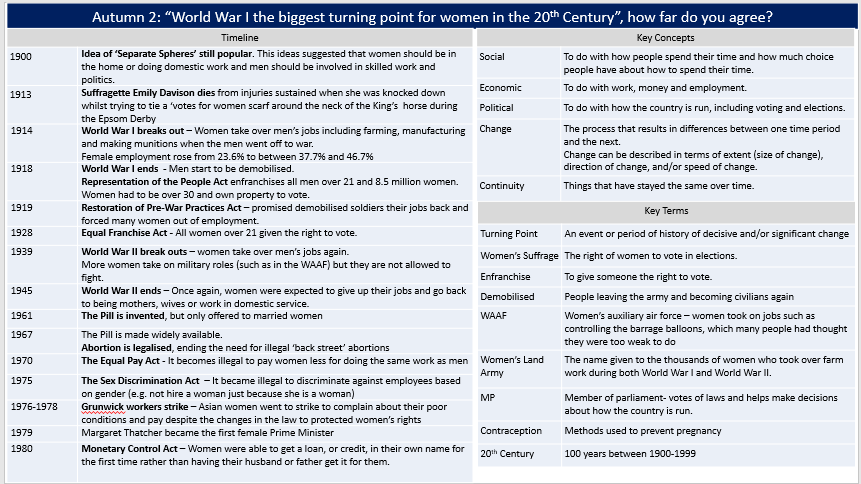 Autumn 2: “World War I the biggest turning point for women in the 20th Century”, how far do you agree?
Timeline
1900 Idea of ‘Separate Spheres’ still popular. This ideas suggested that women should be in
the home or doing domestic work and men should be involved in skilled work and
politics.
1913 Suffragette Emily Davison dies from injuries sustained when she was knocked down
whilst trying to tie a ‘votes for women scarf around the neck of the King’s horse during
the Epsom Derby
1914 World War I breaks out – Women take over men’s jobs including farming, manufacturing
and making munitions when the men went off to war.
Female employment rose from 23.6% to between 37.7% and 46.7%
1918 World War I ends - Men start to be demobilised.
Representation of the People Act enfranchises all men over 21 and 8.5 million women.
Women had to be over 30 and own property to vote.
1919 Restoration of Pre-War Practices Act – promised demobilised soldiers their jobs back and
forced many women out of employment.
1928 Equal Franchise Act - All women over 21 given the right to vote.
1939 World War II break outs – women take over men’s jobs again.
More women take on military roles (such as in the WAAF) but they are not allowed to
fight.
1945 World War II ends – Once again, women were expected to give up their jobs and go back
to being mothers, wives or work in domestic service.
1961 The Pill is invented, but only offered to married women
1967 The Pill is made widely available.
Abortion is legalised, ending the need for illegal ‘back street’ abortions
1970 The Equal Pay Act - It becomes illegal to pay women less for doing the same work as men
1975 The Sex Discrimination Act – It became illegal to discriminate against employees based
on gender (e.g. not hire a woman just because she is a woman)
1976-1978 Grunwick workers strike – Asian women went to strike to complain about their poor
conditions and pay despite the changes in the law to protected women’s rights
1979 Margaret Thatcher became the first female Prime Minister
1980 Monetary Control Act – Women were able to get a loan, or credit, in their own name for
the first time rather than having their husband or father get it for them.
Key Concepts
Social To do with how people spend their time and how much choice
people have about how to spend their time.
Economic To do with work, money and employment.
Political To do with how the country is run, including voting and elections.
Change The process that results in differences between one time period
and the next.
Change can be described in terms of extent (size of change),
direction of change, and/or speed of change.
Continuity Things that have stayed the same over time.
Key Terms
Turning Point An event or period of history of decisive and/or significant change
Women’s Suffrage The right of women to vote in elections.
Enfranchise To give someone the right to vote.
Demobilised People leaving the army and becoming civilians again
WAAF Women’s auxiliary air force – women took on jobs such as
controlling the barrage balloons, which many people had thought
they were too weak to do
Women’s Land The name given to the thousands of women who took over farm
Army work during both World War I and World War II.
MP Member of parliament- votes of laws and helps make decisions
about how the country is run.
Contraception Methods used to prevent pregnancy
20th Century 100 years between 1900-1999